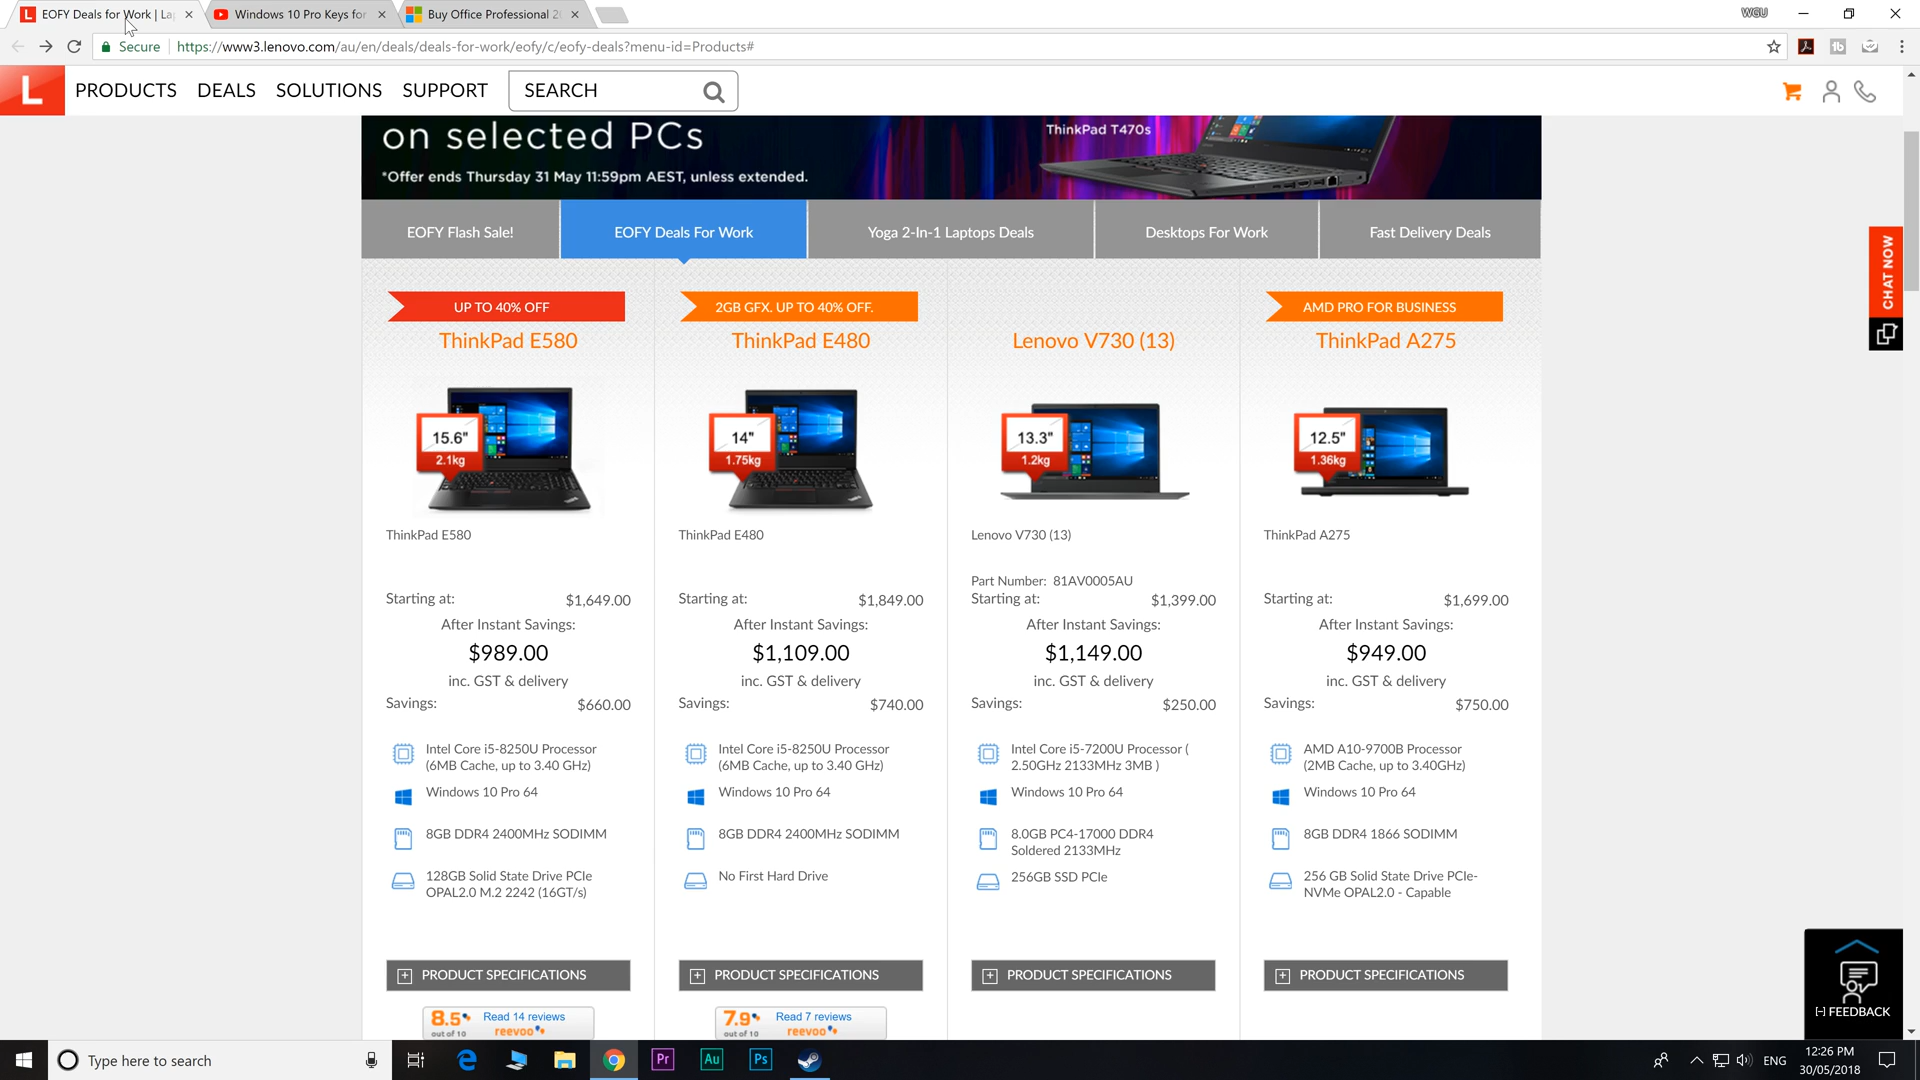 EOFY Deals for Work | La
Windows 10 Pro Keys for
Buy Office Professional 2
WGU
Secure
https://www3.lenovo.com/au/en/deals/deals-for-work/eofy/c/eofy-deals?menu-id=Products#
L
PRODUCTS
DEALS
SOLUTIONS
SUPPORT
SEARCH
on selected PCs
ThinkPad T470s
*Offer ends Thursday 31 May 11:59pm AEST, unless extended.
EOFY Flash Sale!
EOFY Deals For Work
Yoga 2-In-1 Laptops Deals
Desktops For Work
Fast Delivery Deals
CHAT NOW
UP TO 40% OFF
ThinkPad E580
15.6"
2.1kg
ThinkPad E580
Starting at: $1,649.00
After Instant Savings:
$989.00
inc. GST & delivery
Savings: $660.00
Intel Core i5-8250U Processor
(6MB Cache, up to 3.40 GHz)
Windows 10 Pro 64
8GB DDR4 2400MHz SODIMM
128GB Solid State Drive PCIe
OPAL2.0 M.2 2242 (16GT/s)
PRODUCT SPECIFICATIONS
8.5
out of 10
Read 14 reviews
reevoo
2GB GFX. UP TO 40% OFF.
ThinkPad E480
14"
1.75kg
ThinkPad E480
Starting at: $1,849.00
After Instant Savings:
$1,109.00
inc. GST & delivery
Savings: $740.00
Intel Core i5-8250U Processor
(6MB Cache, up to 3.40 GHz)
Windows 10 Pro 64
8GB DDR4 2400MHz SODIMM
No First Hard Drive
PRODUCT SPECIFICATIONS
7.9
out of 10
Read 7 reviews
reevoo
Lenovo V730 (13)
13.3"
1.2kg
Lenovo V730 (13)
Part Number: 81AV0005AU
Starting at: $1,399.00
After Instant Savings:
$1,149.00
inc. GST & delivery
Savings: $250.00
Intel Core i5-7200U Processor (
2.50GHz 2133MHz 3MB )
Windows 10 Pro 64
8.0GB PC4-17000 DDR4
Soldered 2133MHz
256GB SSD PCIe
PRODUCT SPECIFICATIONS
AMD PRO FOR BUSINESS
ThinkPad A275
12.5"
1.36kg
ThinkPad A275
Starting at: $1,699.00
After Instant Savings:
$949.00
inc. GST & delivery
Savings: $750.00
AMD A10-9700B Processor
(2MB Cache, up to 3.40GHz)
Windows 10 Pro 64
8GB DDR4 1866 SODIMM
256 GB Solid State Drive PCIe-
NVMe OPAL2.0 - Capable
PRODUCT SPECIFICATIONS
[-] FEEDBACK
Type here to search
Pr
Au
Ps
ENG
12:26 PM
30/05/2018